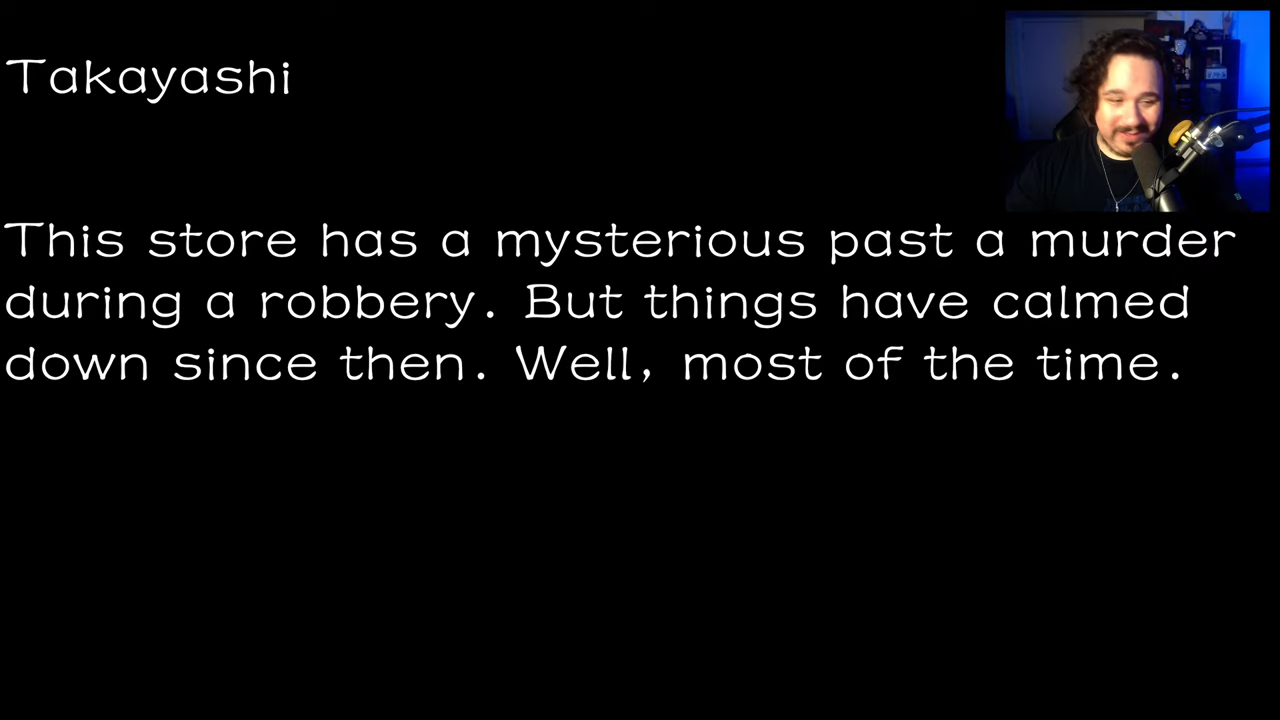 Takayashi
This store has a mysterious past a murder
during a robbery. But things have calmed
down since then. Well, most of the time.